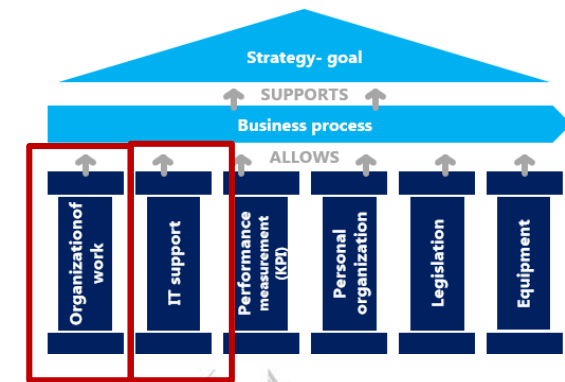 Strategy- goal
SUPPORTS
Business process
ALLOWS
Organizationof
work
IT support
Performance
measurement
(KPI)
Personal
organization
Legislation
Equipment